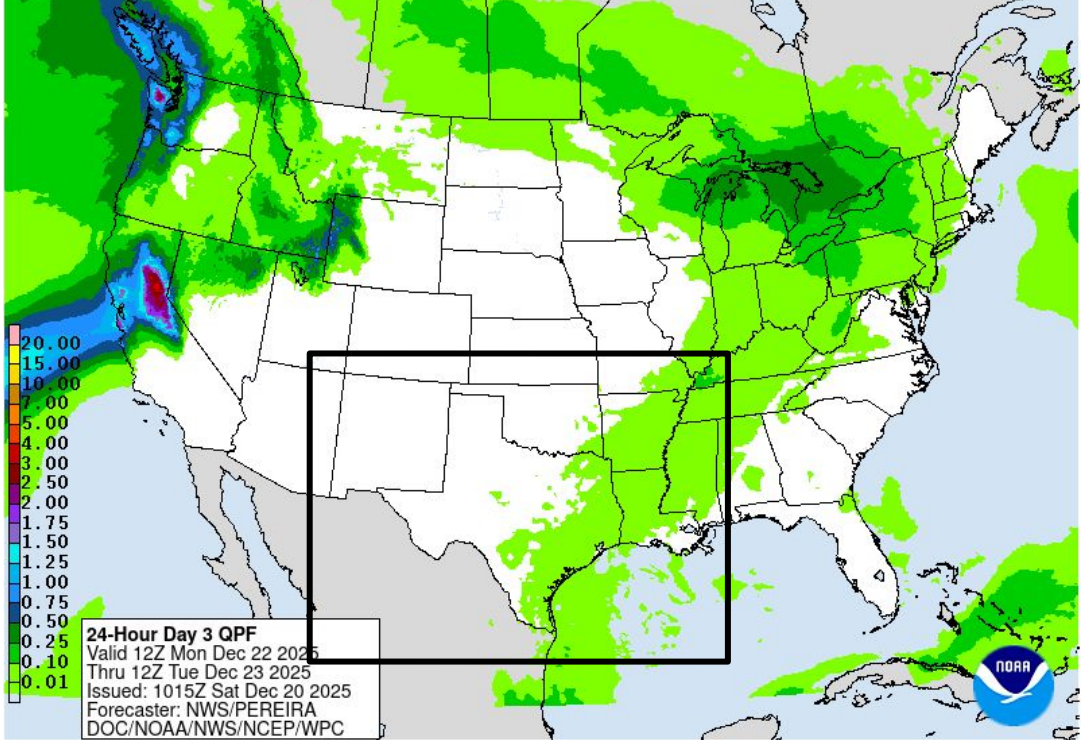 20.00
15.00
10.00
7.00
5.00
4.00
3.00
2.50
2.00
1.75
1.50
1.25
1.00
0.75
0.50
0.25
0.10
0.01
24-Hour Day 3 QPF
Valid 12Z Mon Dec 22 2025
Thru 12Z Tue Dec 23 2025
Issued: 1015Z Sat Dec 20 2025
Forecaster: NWS/PEREIRA
DOC/NOAA/NWS/NCEP/WPC
NOAA